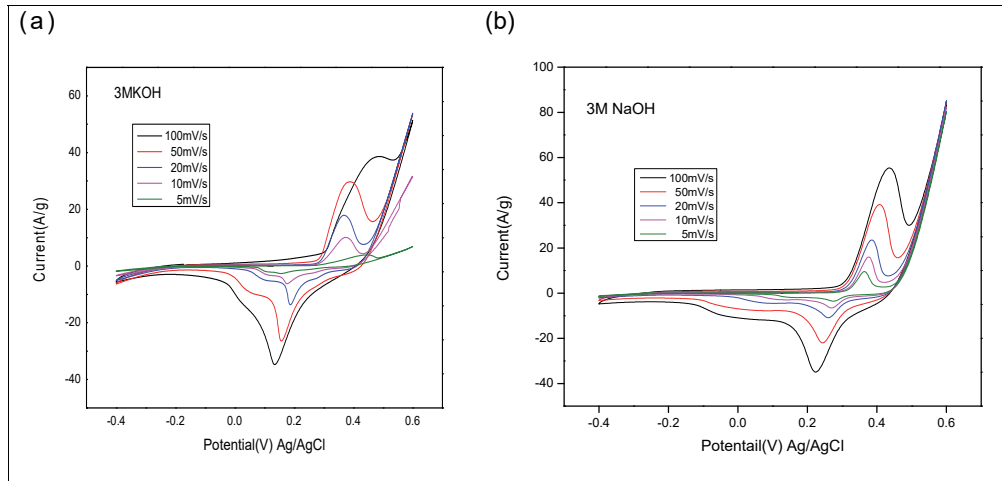 (a)
3MKOH
100mV/s
50mV/s
20mV/s
10mV/s
5mV/s
Current(A/g)
60
40
20
0
-20
-40
-0.4 -0.2 0.0 0.2 0.4 0.6
Potential(V) Ag/AgCl
(b)
3M NaOH
100mV/s
50mV/s
20mV/s
10mV/s
5mV/s
Current(A/g)
100
80
60
40
20
0
-20
-40
-0.4 -0.2 0.0 0.2 0.4 0.6
Potentail(V) Ag/AgCl